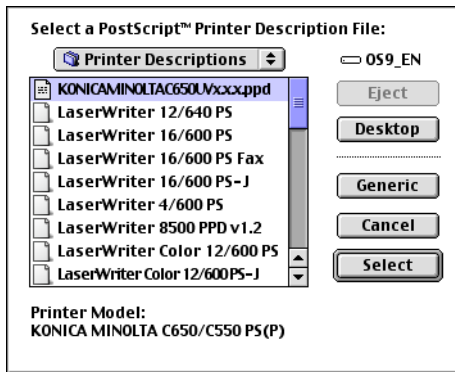 Select a PostScript™ Printer Description File:
Printer Descriptions
OS9_EN
KONICAMINOLTAC650UVx.x.x.ppd
LaserWriter 12/640 PS
LaserWriter 16/600 PS
LaserWriter 16/600 PS Fax
LaserWriter 16/600 PS-J
LaserWriter 4/600 PS
LaserWriter 8500 PPD v1.2
LaserWriter Color 12/600 PS
LaserWriter Color 12/600 PS-J
Eject
Desktop
Generic
Cancel
Select
Printer Model:
KONICA MINOLTA C650/C550 PS(P)